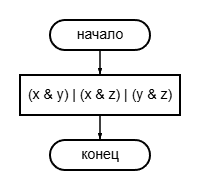 начало
(x & y) | (x & z) | (y & z)
конец